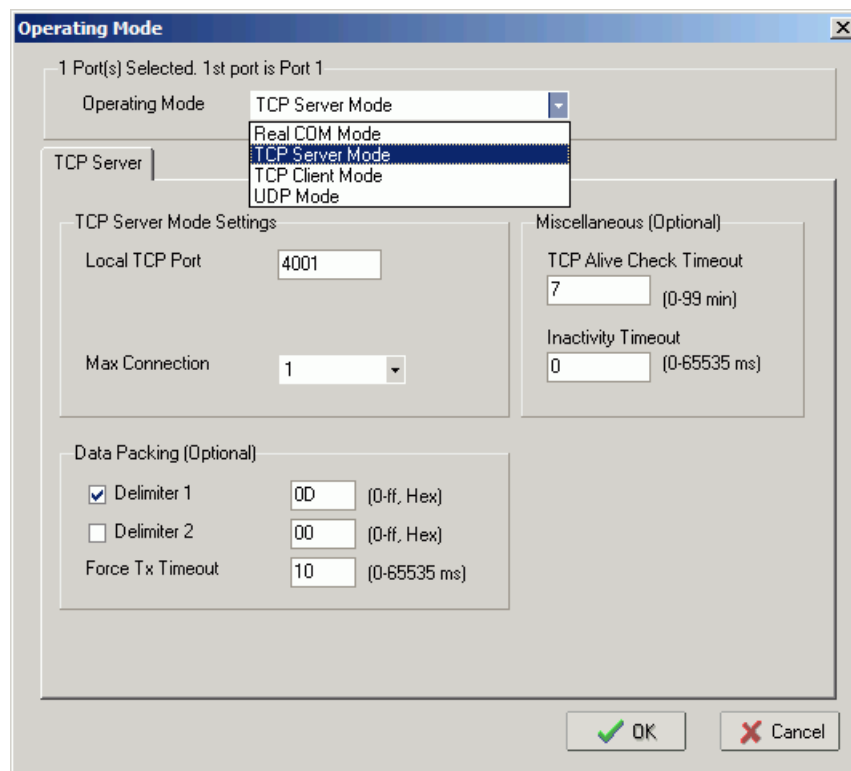 Operating Mode
1 Port(s) Selected. 1st port is Port 1
Operating Mode
TCP Server Mode
Real COM Mode
TCP Server Mode
TCP Client Mode
UDP Mode
TCP Server
TCP Server Mode Settings
Local TCP Port
4001
Max Connection
1
Miscellaneous (Optional)
TCP Alive Check Timeout
7 (0-99 min)
Inactivity Timeout
0 (0-65535 ms)
Data Packing (Optional)
Delimiter 1 0D (0-ff, Hex)
Delimiter 2 00 (0-ff, Hex)
Force Tx Timeout 10 (0-65535 ms)
OK
Cancel